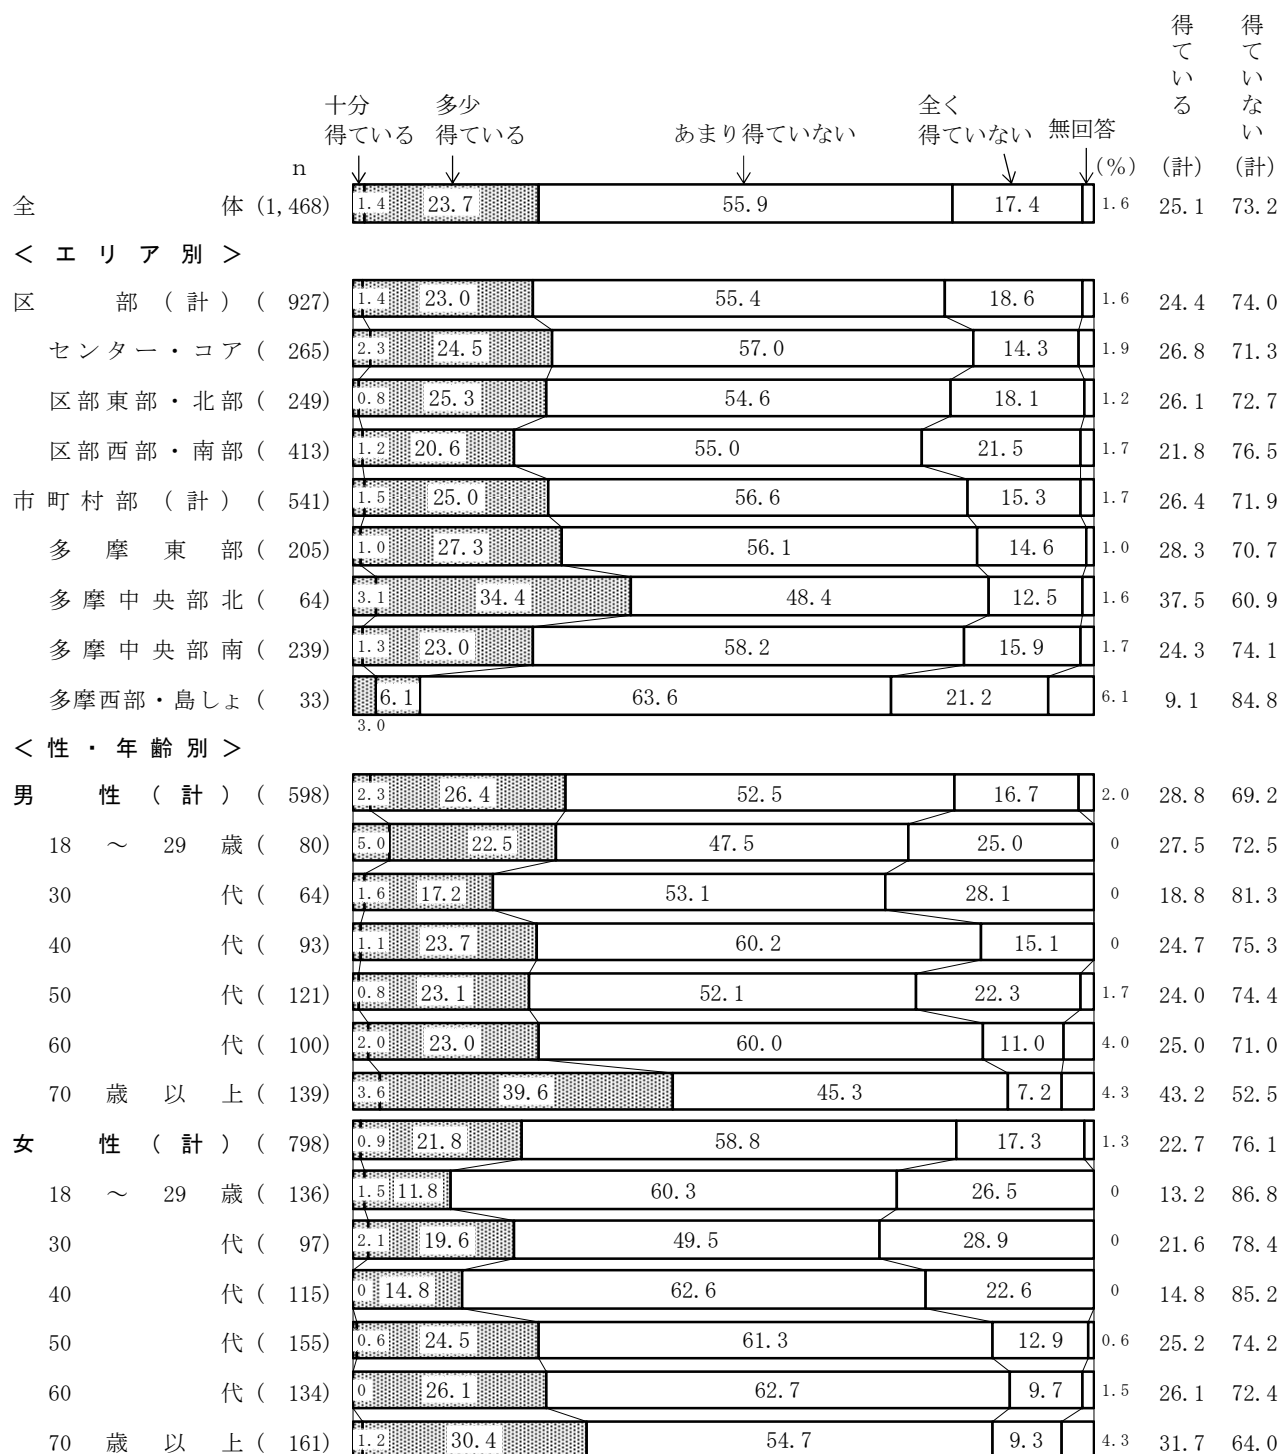 得ている(計) 得ていない(計)
十分得ている 多少得ている あまり得ていない 全く得ていない 無回答
n (%)
全体 (1,468) 1.4 23.7 55.9 17.4 1.6 25.1 73.2
<エリア別>
区部(計) ( 927) 1.4 23.0 55.4 18.6 1.6 24.4 74.0
センター・コア ( 265) 2.3 24.5 57.0 14.3 1.9 26.8 71.3
区部東部・北部 ( 249) 0.8 25.3 54.6 18.1 1.2 26.1 72.7
区部西部・南部 ( 413) 1.2 20.6 55.0 21.5 1.7 21.8 76.5
市町村部(計) ( 541) 1.5 25.0 56.6 15.3 1.7 26.4 71.9
多摩東部 ( 205) 1.0 27.3 56.1 14.6 1.0 28.3 70.7
多摩中央部北 ( 64) 3.1 34.4 48.4 12.5 1.6 37.5 60.9
多摩中央部南 ( 239) 1.3 23.0 58.2 15.9 1.7 24.3 74.1
多摩西部・島しょ ( 33) 6.1 63.6 21.2 6.1 9.1 84.8
3.0
<性・年齢別>
男性(計) ( 598) 2.3 26.4 52.5 16.7 2.0 28.8 69.2
18~29歳 ( 80) 5.0 22.5 47.5 25.0 0 27.5 72.5
30代 ( 64) 1.6 17.2 53.1 28.1 0 18.8 81.3
40代 ( 93) 1.1 23.7 60.2 15.1 0 24.7 75.3
50代 ( 121) 0.8 23.1 52.1 22.3 1.7 24.0 74.4
60代 ( 100) 2.0 23.0 60.0 11.0 4.0 25.0 71.0
70歳以上 ( 139) 3.6 39.6 45.3 7.2 4.3 43.2 52.5
女性(計) ( 798) 0.9 21.8 58.8 17.3 1.3 22.7 76.1
18~29歳 ( 136) 1.5 11.8 60.3 26.5 0 13.2 86.8
30代 ( 97) 2.1 19.6 49.5 28.9 0 21.6 78.4
40代 ( 115) 0 14.8 62.6 22.6 0 14.8 85.2
50代 ( 155) 0.6 24.5 61.3 12.9 0.6 25.2 74.2
60代 ( 134) 0 26.1 62.7 9.7 1.5 26.1 72.4
70歳以上 ( 161) 1.2 30.4 54.7 9.3 4.3 31.7 64.0